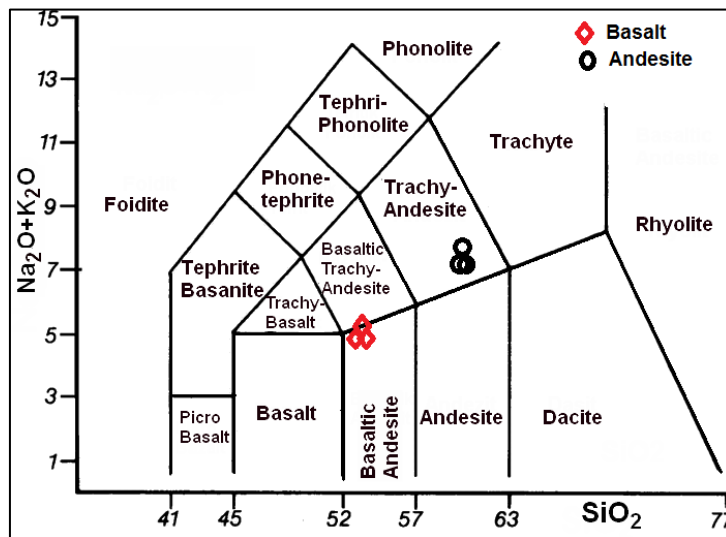 15
13
11
9
7
5
3
1
Na₂O+K₂O
Basalt
Andesite
Phonolite
Tephri-
Phonolite
Trachyte
Phone-
tephrite
Trachy-
Andesite
Foidite
Rhyolite
Tephrite
Basanite
Basaltic
Trachy-
Andesite
Trachy-
Basalt
Picro
Basalt
Basalt
Basaltic
Andesite
Andesite
Dacite
41 45 52 57 63 SiO₂ 77